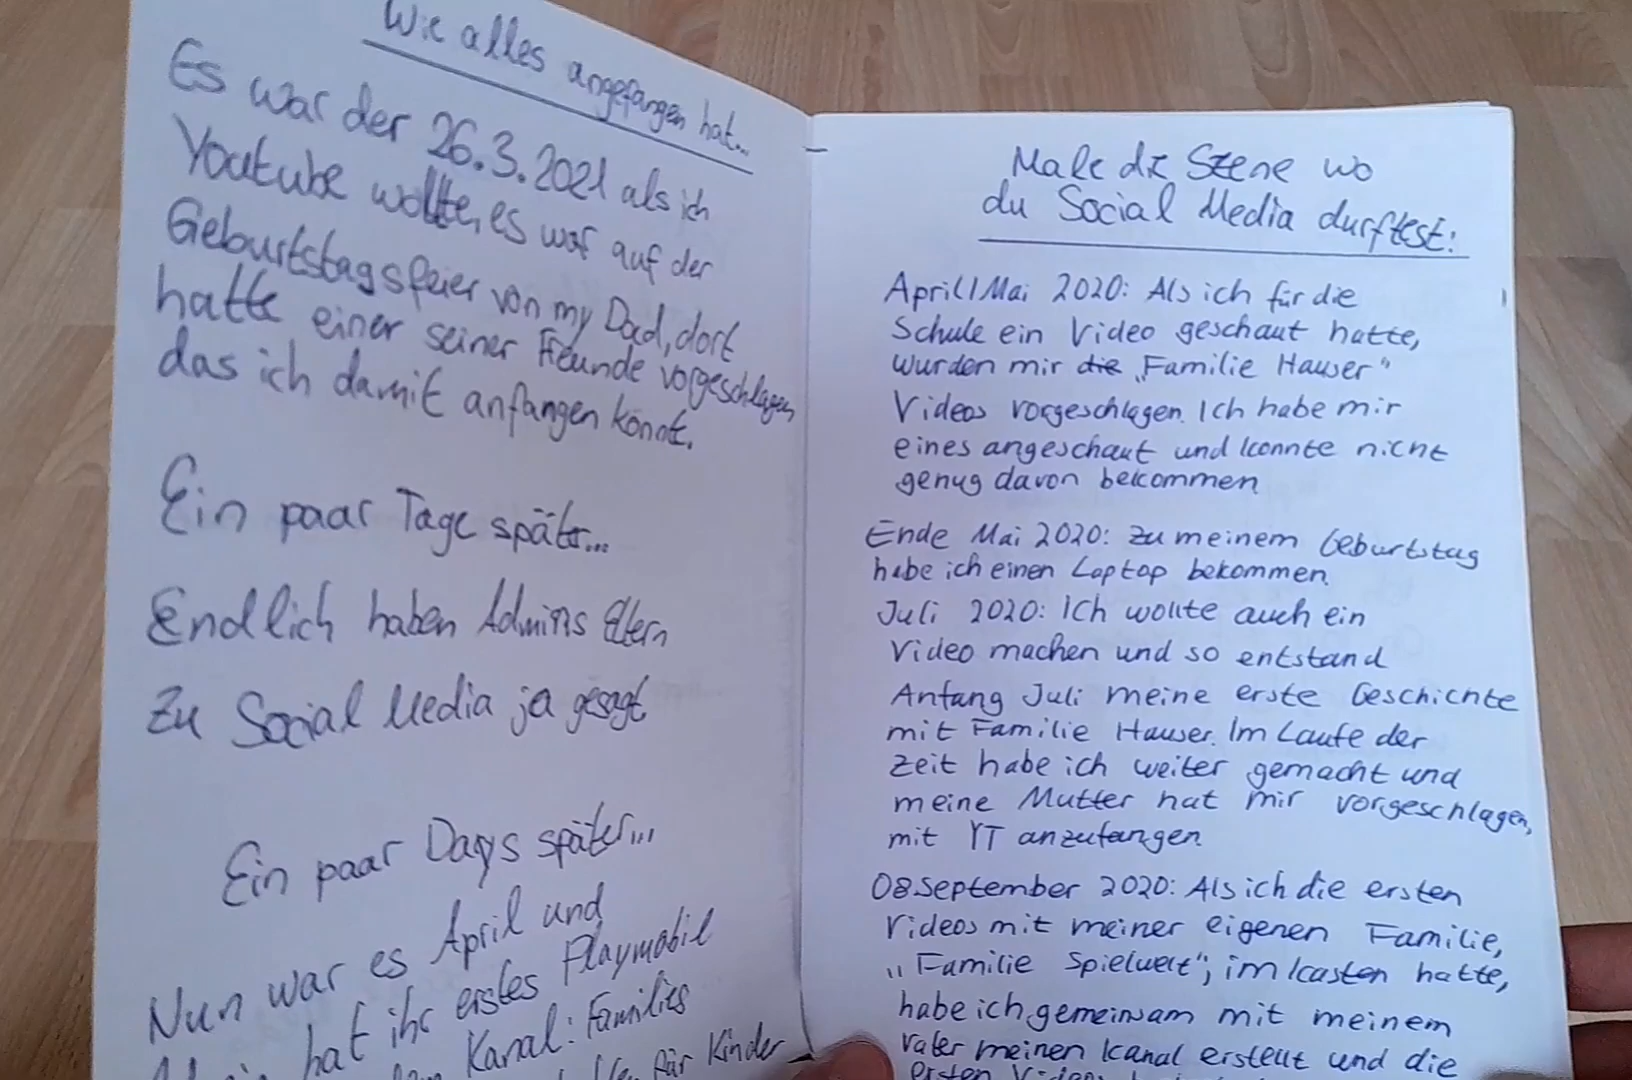 Wie alles angefangen hat...
Es war der 26.3.2021 als ich
Youtube wollte, es war auf der
Geburtstagsfeier von my Dad, dort
hatte einer seiner Freunde vorgeschlagen
das ich damit anfangen könnt.
Ein paar Tage später...
Endlich haben Admins Eltern
Zu Social Media ja gesagt
Ein paar Days später...
Nun war es April und
hat ihr erstes Playmobil
Kanal: Families
für Kinder
Male die Szene wo
du Social Media durftest:
April/Mai 2020: Als ich für die
Schule ein Video geschaut hatte,
wurden mir die "Familie Hauser"
Videos vorgeschlagen. Ich habe mir
eines angeschaut und konnte nicht
genug davon bekommen
Ende Mai 2020: Zu meinem Geburtstag
habe ich einen Laptop bekommen.
Juli 2020: Ich wollte auch ein
Video machen und so entstand
Anfang Juli meine erste Geschichte
mit Familie Hauser. Im Laufe der
Zeit habe ich weiter gemacht und
meine Mutter hat mir vorgeschlagen,
mit YT anzufangen.
08 September 2020: Als ich die ersten
Videos mit meiner eigenen Familie,
"Familie Spielwelt", im kasten hatte,
habe ich gemeinsam mit meinem
Vater meinen kanal erstellt und die
ersten